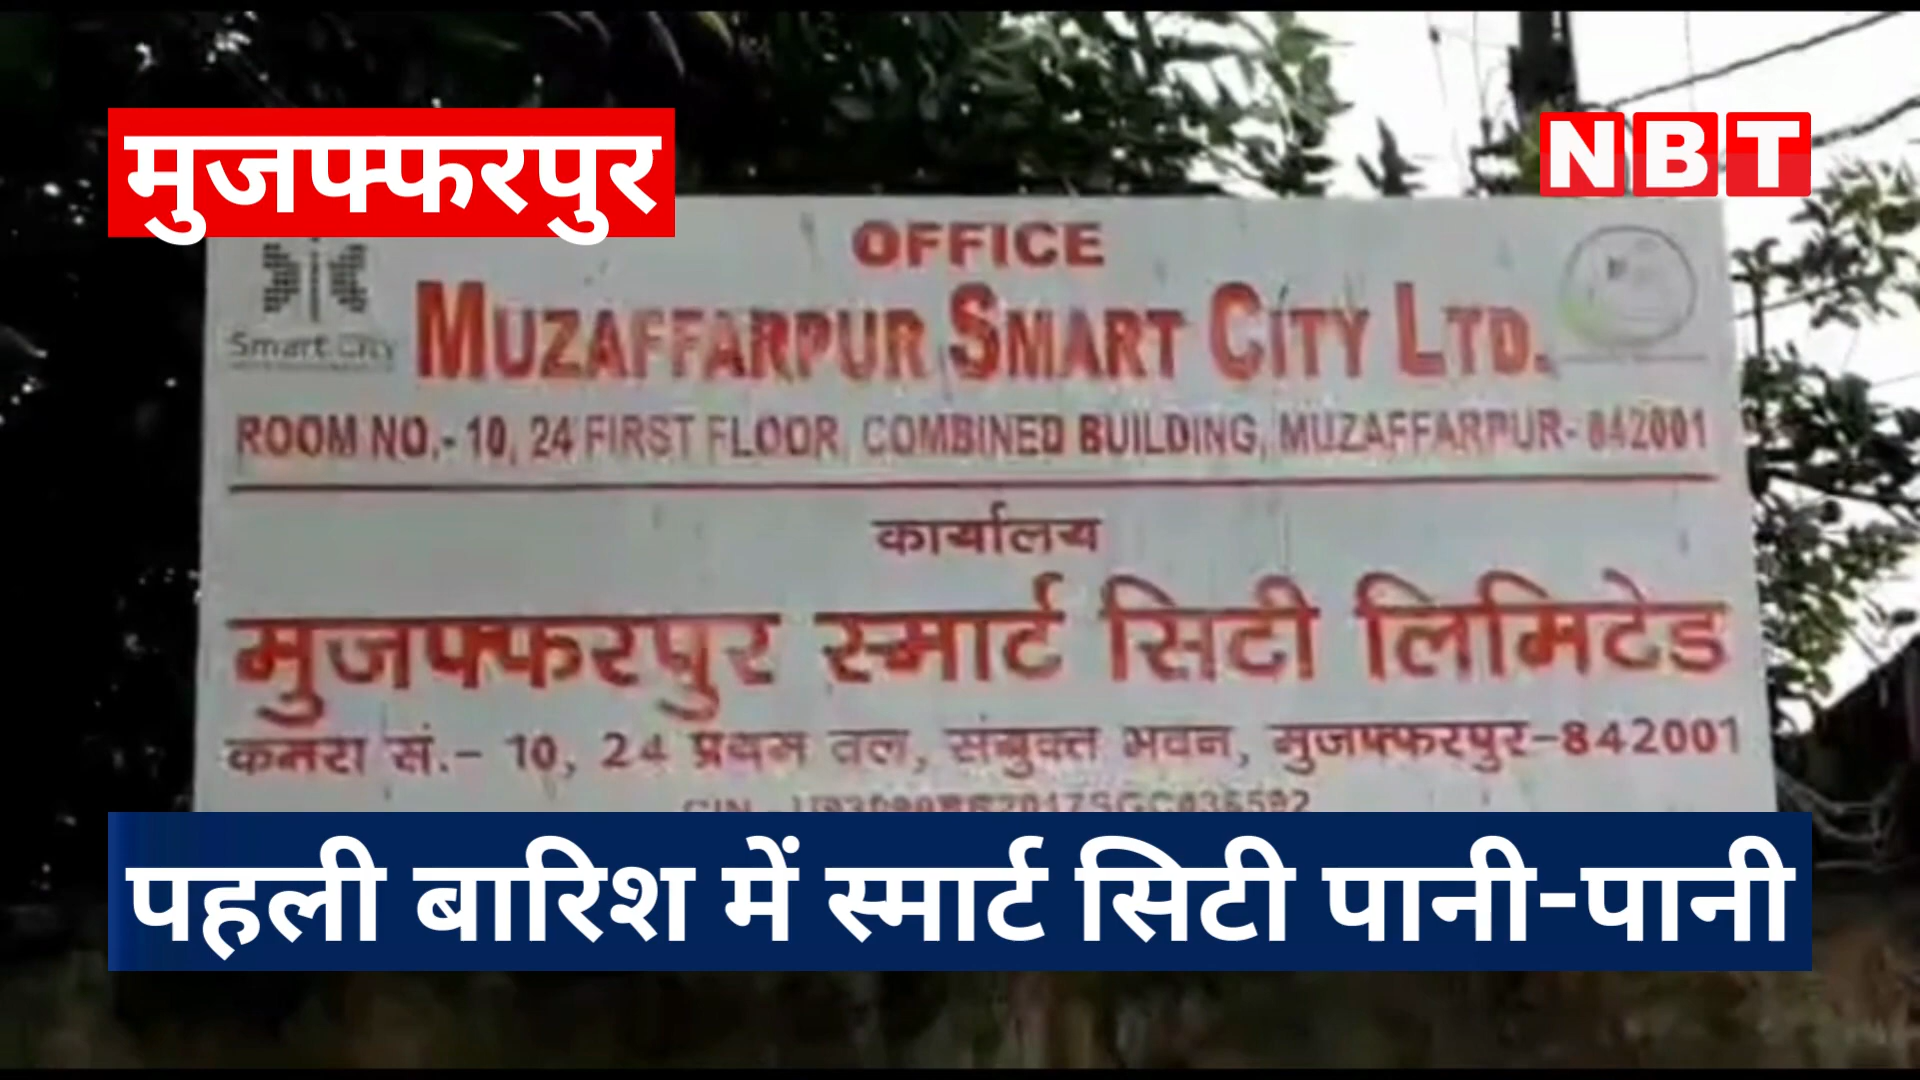 मुजफ्फरपुर
NBT
OFFICE
Smart City
MUZAFFARPUR SMART CITY LTD.
ROOM NO.- 10, 24 FIRST FLOOR, COMBINED BUILDING, MUZAFFARPUR- 842001
कार्यालय
मुजफ्फरपुर स्मार्ट सिटी लिमिटेड
कमरा सं.- 10, 24 प्रथम तल, संयुक्त भवन, मुजफ्फरपुर-842001
CIN
पहली बारिश में स्मार्ट सिटी पानी-पानी